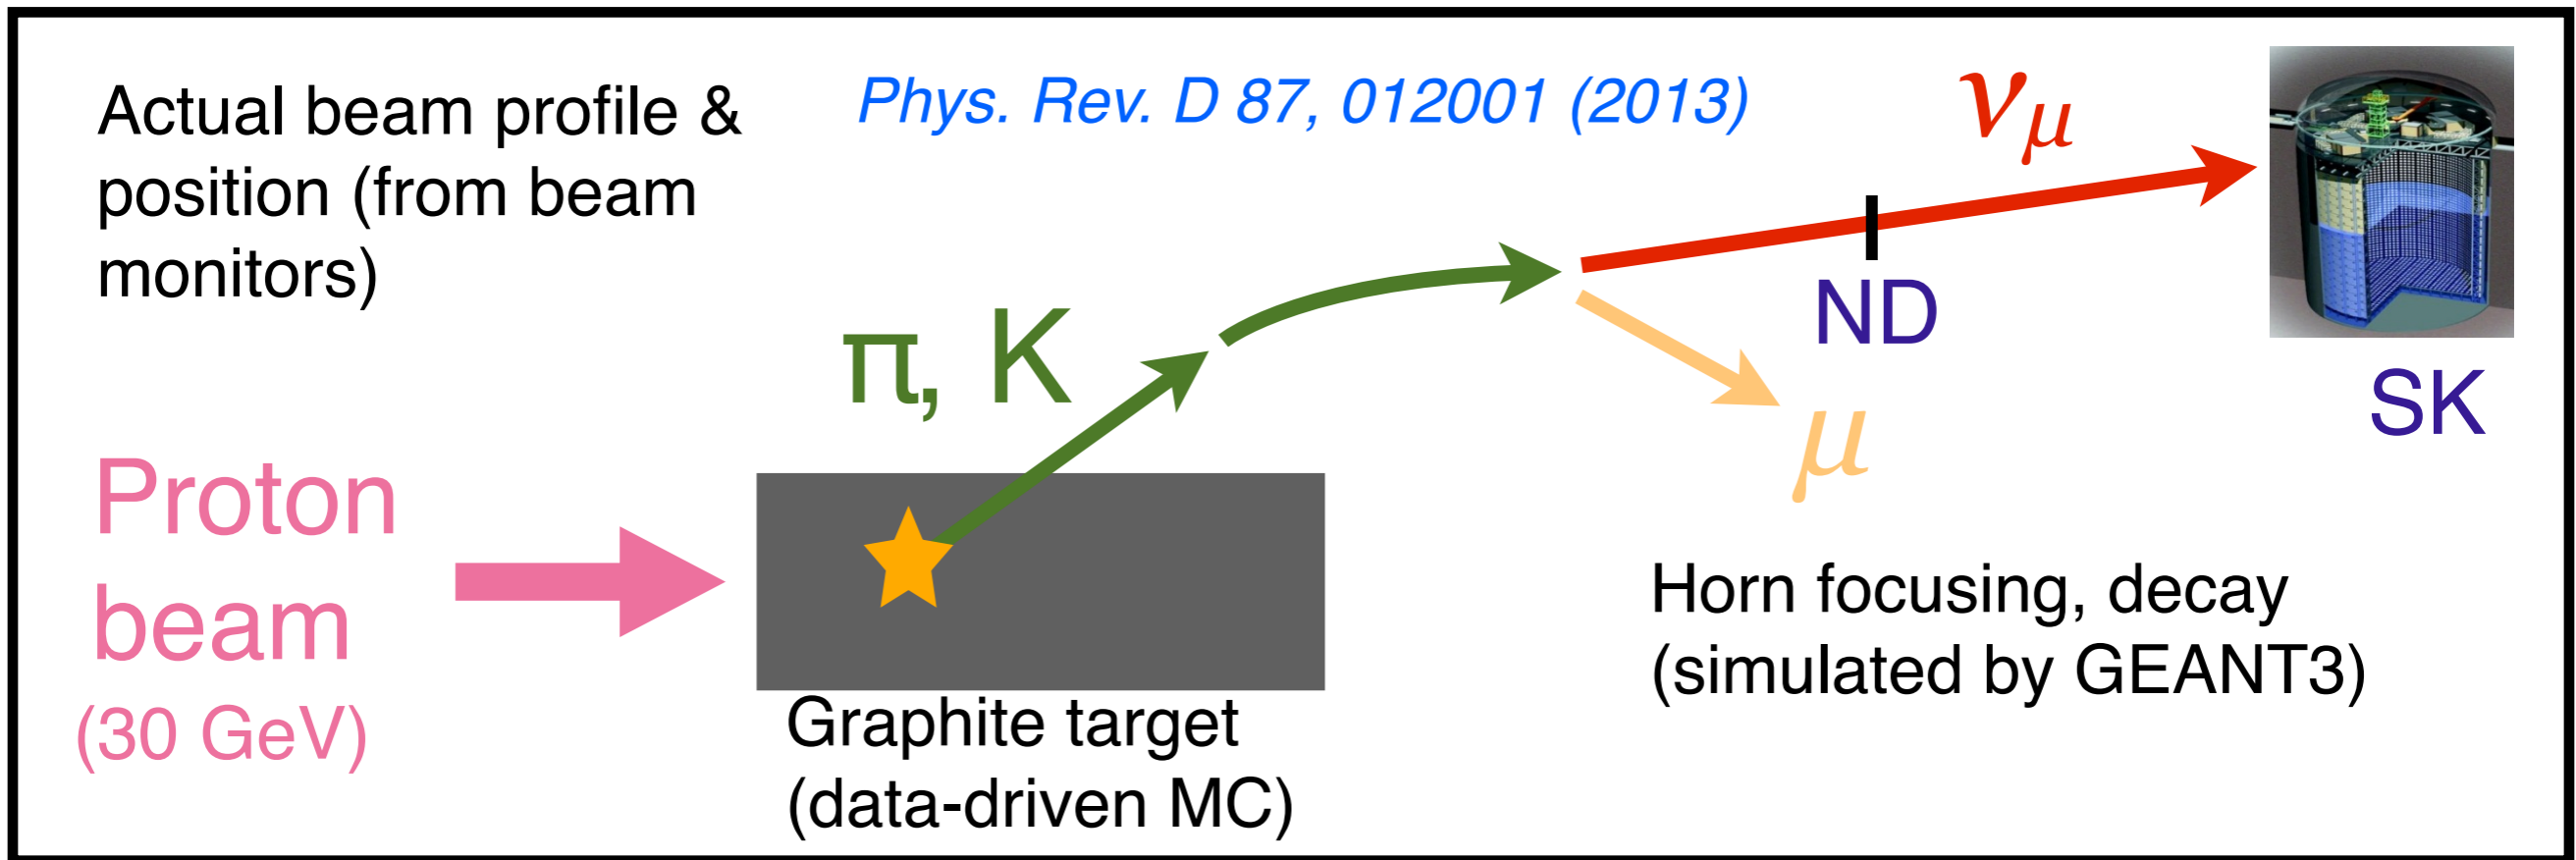 Actual beam profile &
position (from beam
monitors)
Phys. Rev. D 87, 012001 (2013)
νμ
SK
ND
μ
π, K
Proton
beam
(30 GeV)
Graphite target
(data-driven MC)
Horn focusing, decay
(simulated by GEANT3)